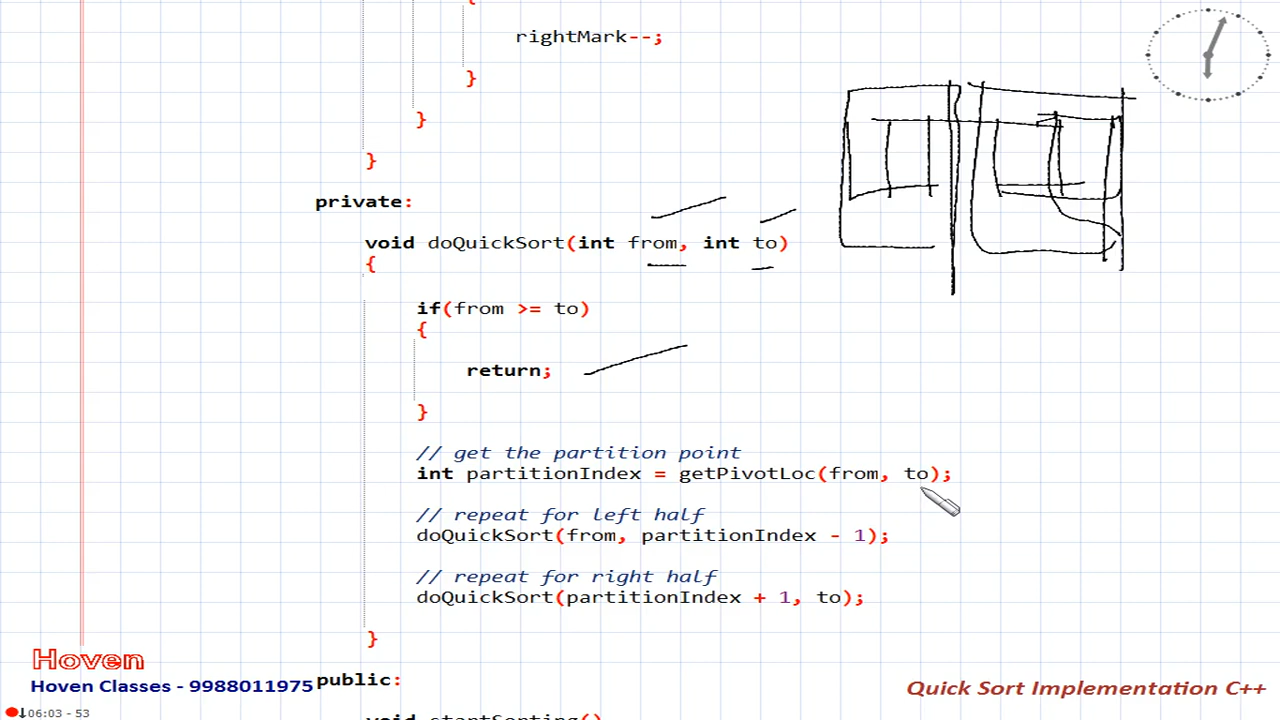 {
rightMark--;
}
}
}
private:
void doQuickSort(int from, int to)
{
if(from >= to)
{
return;
}
// get the partition point
int partitionIndex = getPivotLoc(from, to);
// repeat for left half
doQuickSort(from, partitionIndex - 1);
// repeat for right half
doQuickSort(partitionIndex + 1, to);
}
Hoven
Hoven Classes - 9988011975
public:
Quick Sort Implementation C++
06:03 - 53
void startSorting()